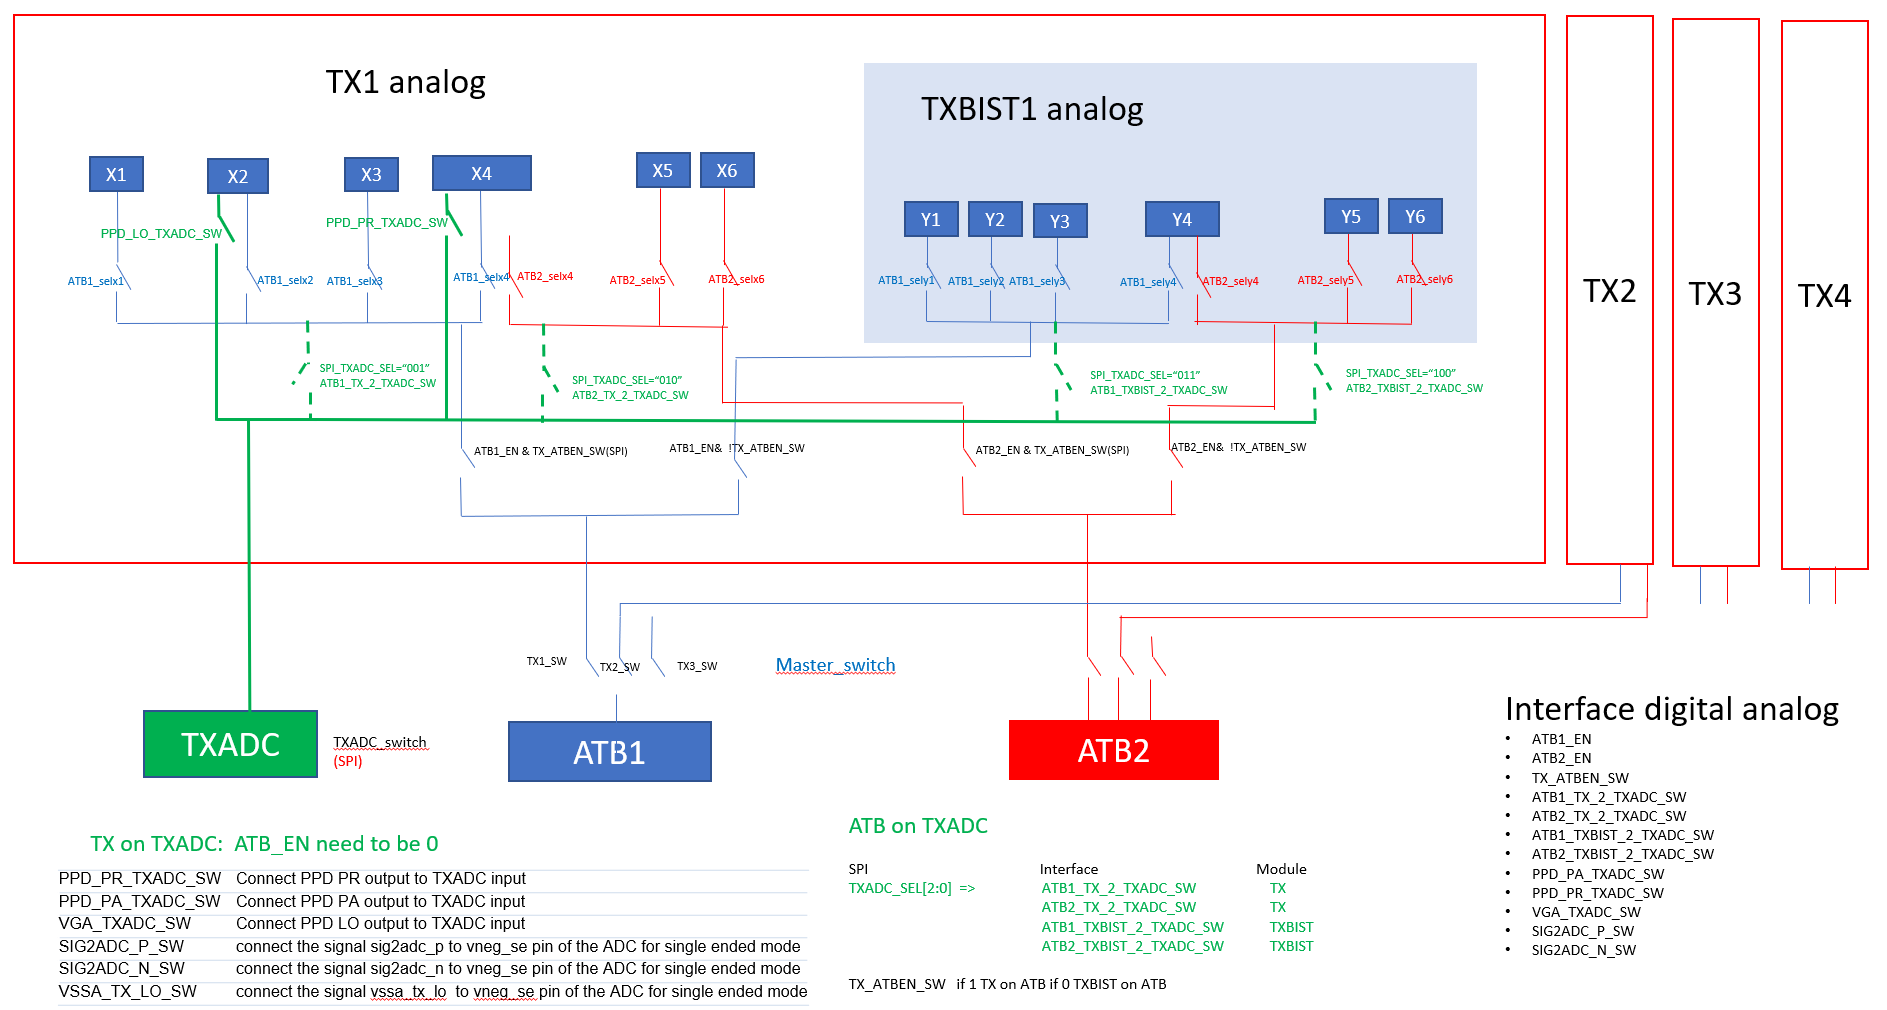 TX1 analog
TXBIST1 analog
X1
X2
X3
X4
X5
X6
Y1
Y2
Y3
Y4
Y5
Y6
PPD_LO_TXADC_SW
PPD_PR_TXADC_SW
ATB1_selx1
ATB1_selx2
ATB1_selx3
ATB1_selx4
ATB2_selx4
ATB2_selx5
ATB2_selx6
ATB1_sely1
ATB1_sely2
ATB1_sely3
ATB1_sely4
ATB2_sely4
ATB2_sely5
ATB2_sely6
TX2
TX3
TX4
SPI_TXADC_SEL=“001”
ATB1_TX_2_TXADC_SW
SPI_TXADC_SEL=“010”
ATB2_TX_2_TXADC_SW
SPI_TXADC_SEL=“011”
ATB1_TXBIST_2_TXADC_SW
SPI_TXADC_SEL=“100”
ATB2_TXBIST_2_TXADC_SW
ATB1_EN & TX_ATBEN_SW(SPI)
ATB1_EN& !TX_ATBEN_SW
ATB2_EN & TX_ATBEN_SW(SPI)
ATB2_EN& !TX_ATBEN_SW
TX1_SW
TX2_SW
TX3_SW
Master_switch
TXADC
TXADC_switch
(SPI)
ATB1
ATB2
Interface digital analog
• ATB1_EN
• ATB2_EN
• TX_ATBEN_SW
• ATB1_TX_2_TXADC_SW
• ATB2_TX_2_TXADC_SW
• ATB1_TXBIST_2_TXADC_SW
• ATB2_TXBIST_2_TXADC_SW
• PPD_PA_TXADC_SW
• PPD_PR_TXADC_SW
• VGA_TXADC_SW
• SIG2ADC_P_SW
• SIG2ADC_N_SW
TX on TXADC: ATB_EN need to be 0
PPD_PR_TXADC_SW Connect PPD PR output to TXADC input
PPD_PA_TXADC_SW Connect PPD PA output to TXADC input
VGA_TXADC_SW Connect PPD LO output to TXADC input
SIG2ADC_P_SW connect the signal sig2adc_p to vneg_se pin of the ADC for single ended mode
SIG2ADC_N_SW connect the signal sig2adc_n to vneg_se pin of the ADC for single ended mode
VSSA_TX_LO_SW connect the signal vssa_tx_lo to vneg_se pin of the ADC for single ended mode
ATB on TXADC
SPI Interface Module
TXADC_SEL[2:0] => ATB1_TX_2_TXADC_SW TX
ATB2_TX_2_TXADC_SW TX
ATB1_TXBIST_2_TXADC_SW TXBIST
ATB2_TXBIST_2_TXADC_SW TXBIST
TX_ATBEN_SW if 1 TX on ATB if 0 TXBIST on ATB